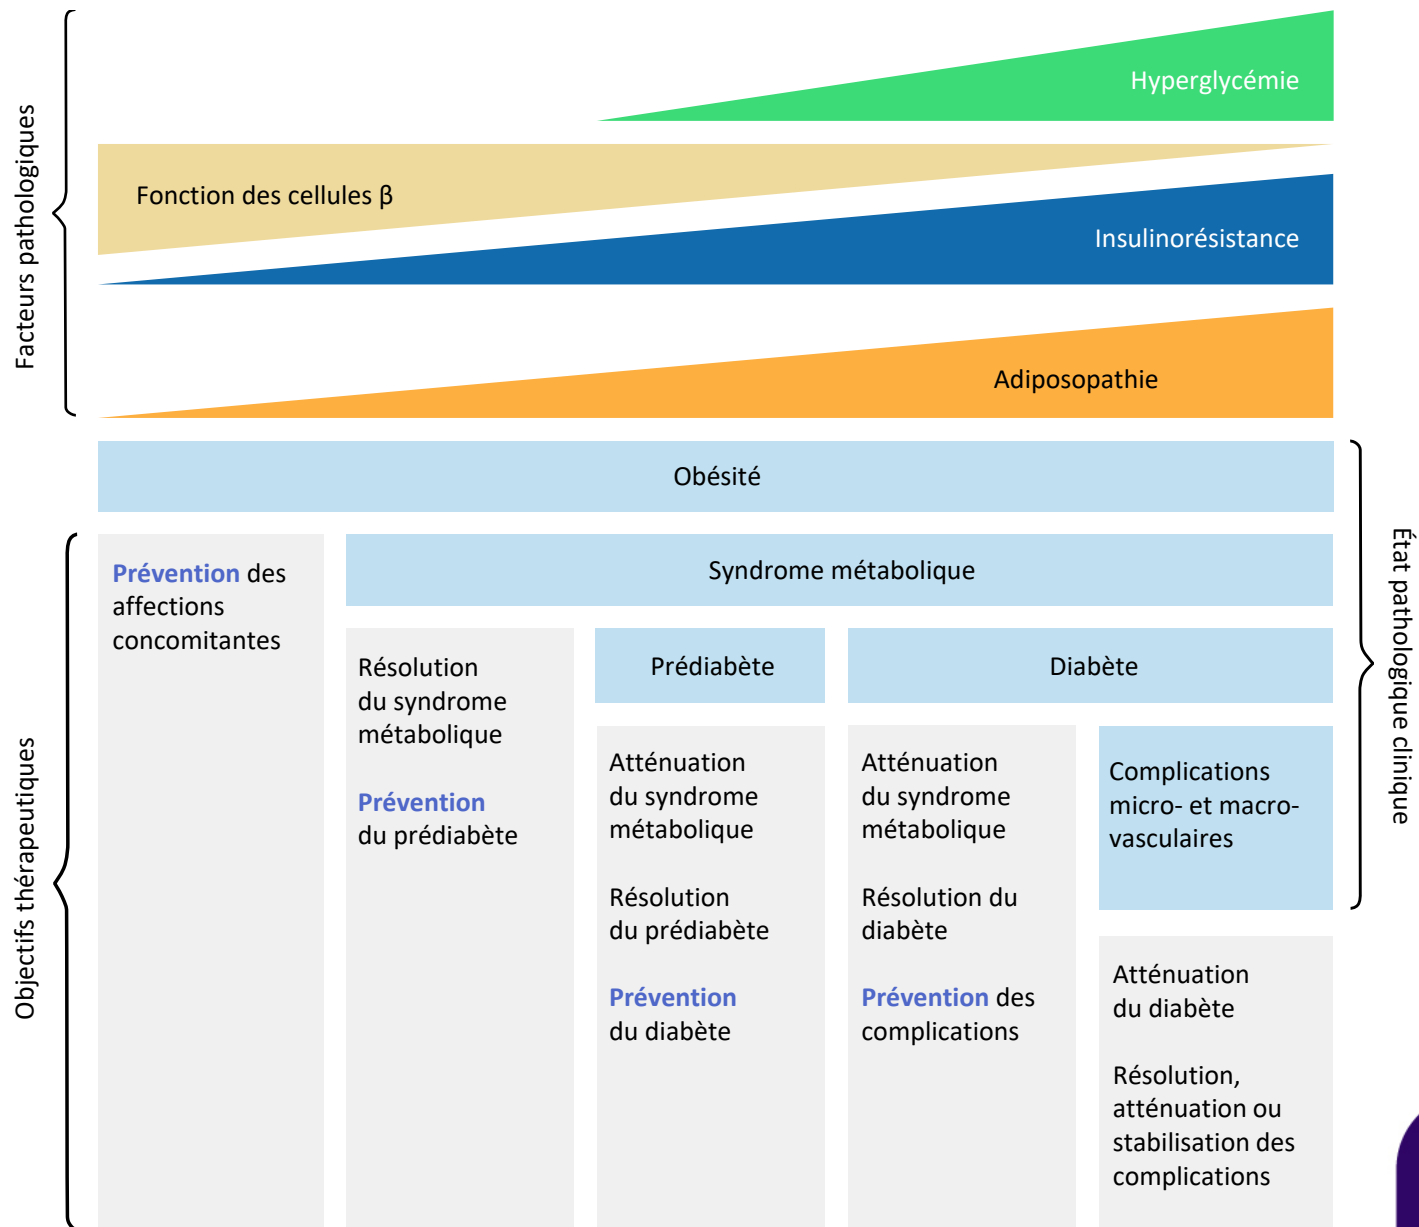 Facteurs pathologiques
Hyperglycémie
Fonction des cellules β
Insulinorésistance
Adiposopathie
Obésité
État pathologique clinique
Objectifs thérapeutiques
Prévention des
affections
concomitantes
Syndrome métabolique
Résolution
du syndrome
métabolique
Prévention
du prédiabète
Prédiabète
Atténuation
du syndrome
métabolique
Résolution
du prédiabète
Prévention
du diabète
Diabète
Atténuation
du syndrome
métabolique
Résolution du
diabète
Prévention des
complications
Complications
micro- et macro-
vasculaires
Atténuation
du diabète
Résolution,
atténuation ou
stabilisation des
complications